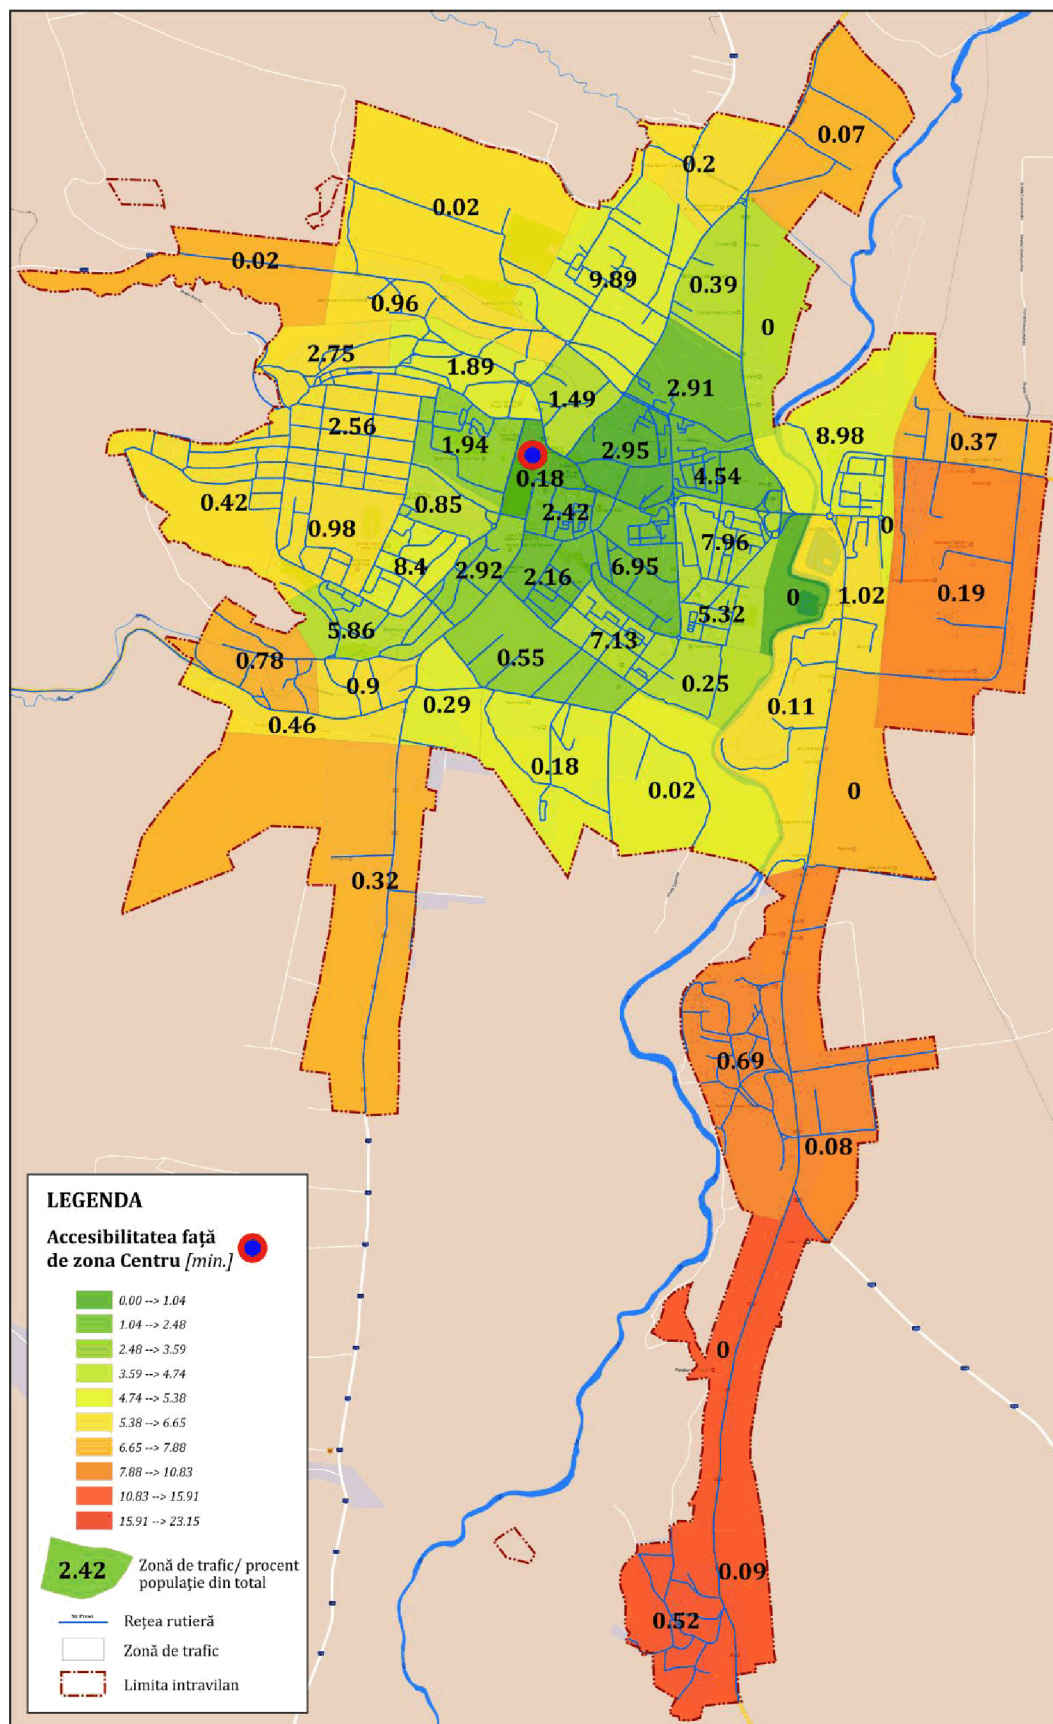 0.07
0.2
0.02
0.02
9.89
0.39
0.96
0
2.75
1.89
2.91
1.49
2.56
1.94
2.95
8.98
0.37
0.18
4.54
0.42
0.85
2.42
0.98
7.96
0
8.4
2.92
2.16
6.95
0
1.02
0.19
5.86
5.32
7.13
0.78
0.55
0.9
0.25
0.29
0.11
0.46
0.18
0.02
0
0.32
0.69
0.08
0
0.09
0.52
LEGENDA
Accesibilitatea față
de zona Centru [min.]
0.00 --> 1.04
1.04 --> 2.48
2.48 --> 3.59
3.59 --> 4.74
4.74 --> 5.38
5.38 --> 6.65
6.65 --> 7.88
7.88 --> 10.83
10.83 --> 15.91
15.91 --> 23.15
2.42
Zonă de trafic/ procent
populație din total
Rețea rutieră
Zonă de trafic
Limita intravilan